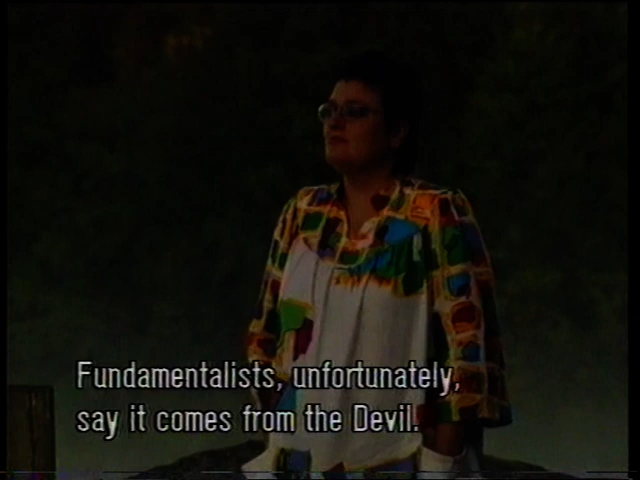 Fundamentalists, unfortunately,
say it comes from the Devil.